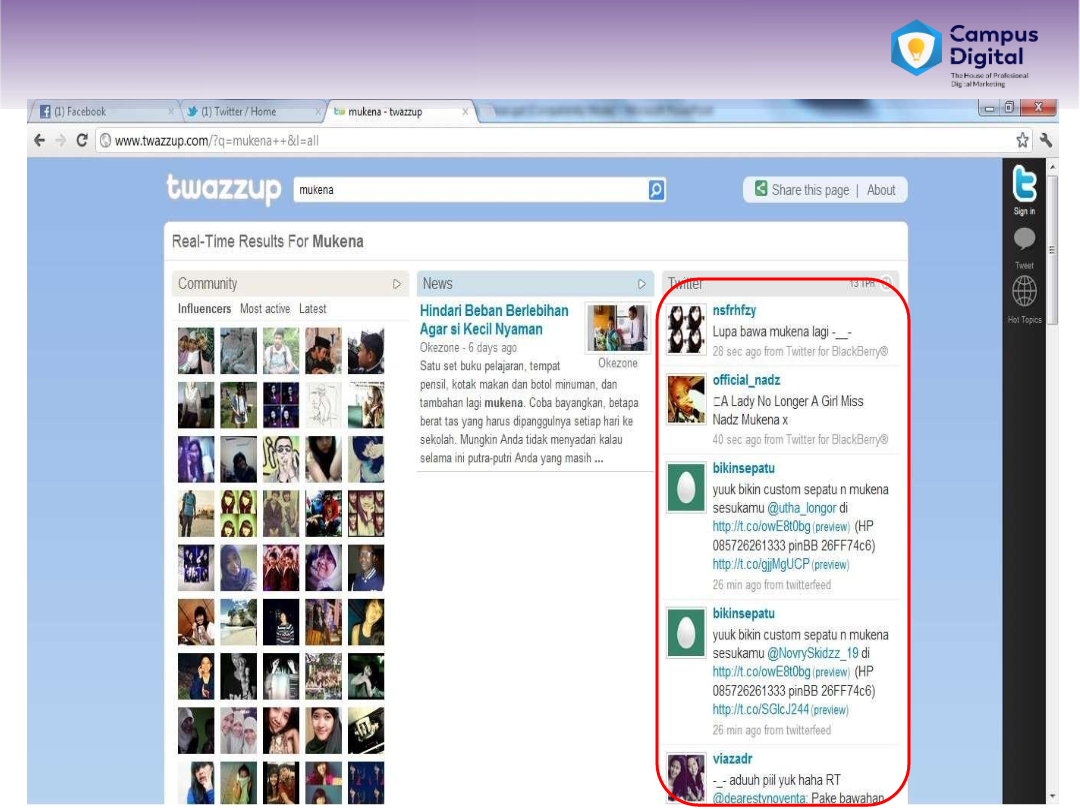 Campus
Digital
The House of Profesional
Digital Marketing
(1) Facebook
(1) Twitter / Home
mukena - twazzup
www.twazzup.com/?q=mukena++&l=all
twazzup
mukena
Share this page | About
Sign in
Tweet
Hot Topics
Real-Time Results For Mukena
Community
Influencers Most active Latest
News
Hindari Beban Berlebihan
Agar si Kecil Nyaman
Okezone - 6 days ago
Okezone
Satu set buku pelajaran, tempat
pensil, kotak makan dan botol minuman, dan
tambahan lagi mukena. Coba bayangkan, betapa
berat tas yang harus dipanggulnya setiap hari ke
sekolah. Mungkin Anda tidak menyadari kalau
selama ini putra-putri Anda yang masih ...
Twitter
13 TPH
nsfrhfzy
Lupa bawa mukena lagi -__-
28 sec ago from Twitter for BlackBerry®
official_nadz
□A Lady No Longer A Girl Miss
Nadz Mukena x
40 sec ago from Twitter for BlackBerry®
bikinsepatu
yuuk bikin custom sepatu n mukena
sesukamu @utha_longor di
http://t.co/owE8t0bg (preview) (HP
085726261333 pinBB 26FF74c6)
http://t.co/gjjMgUCP (preview)
26 min ago from twitterfeed
bikinsepatu
yuuk bikin custom sepatu n mukena
sesukamu @NovrySkidzz_19 di
http://t.co/owE8t0bg (preview) (HP
085726261333 pinBB 26FF74c6)
http://t.co/SGlcJ244 (preview)
26 min ago from twitterfeed
viazadr
-_- aduuh piil yuk haha RT
@dearestynoventa: Pake bawahan